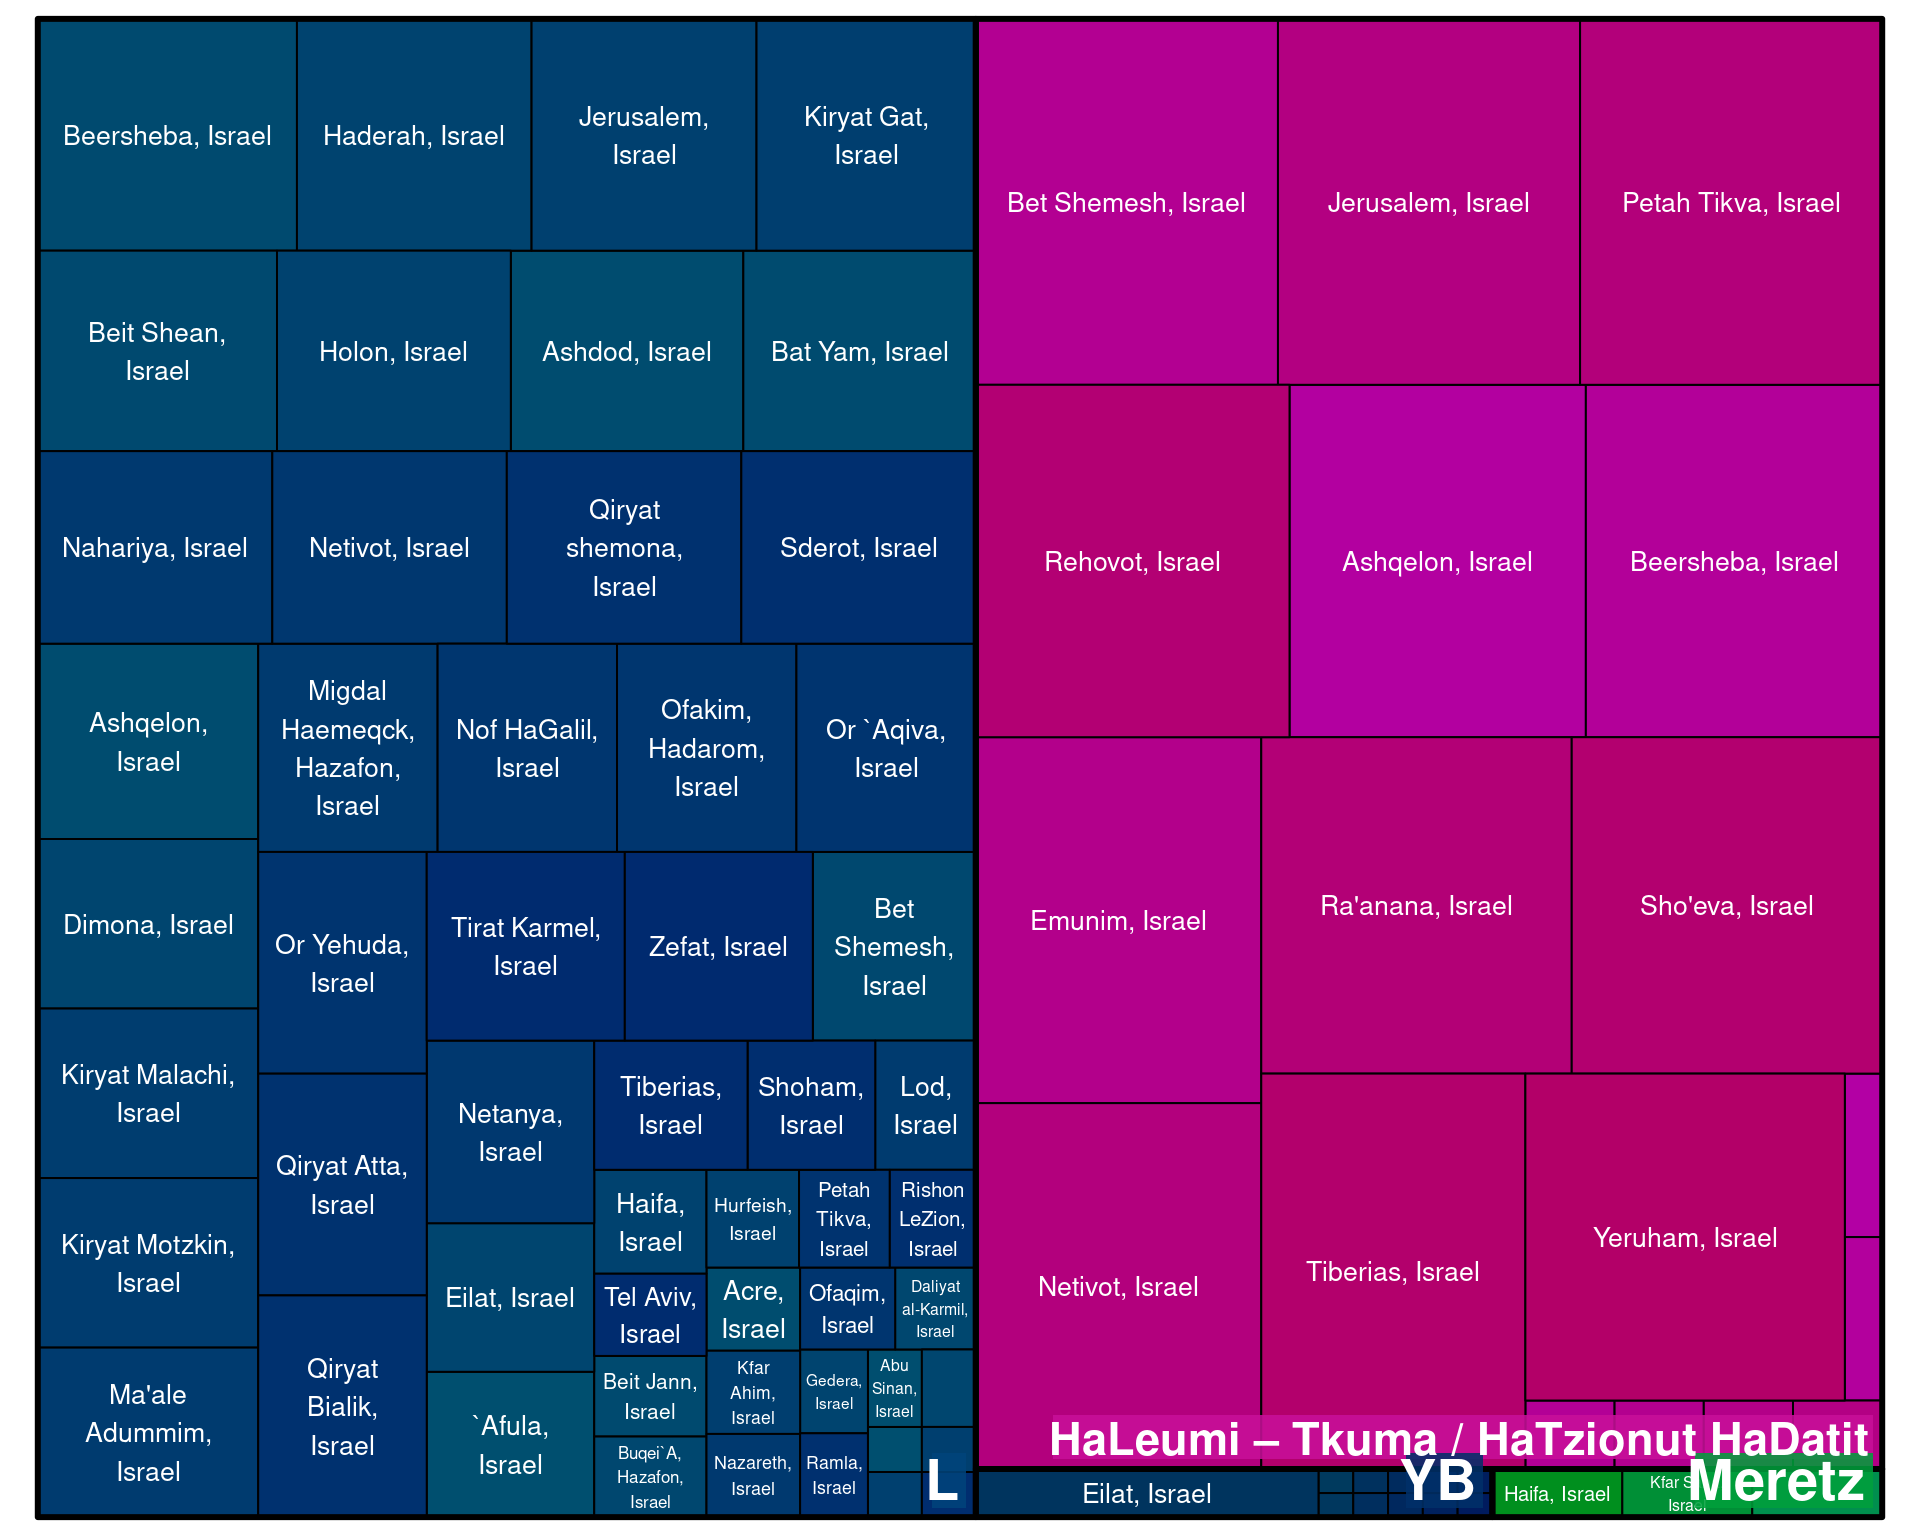 Beersheba, Israel
Haderah, Israel
Jerusalem,
Israel
Kiryat Gat,
Israel
Beit Shean,
Israel
Holon, Israel
Ashdod, Israel
Bat Yam, Israel
Nahariya, Israel
Netivot, Israel
Qiryat
shemona,
Israel
Sderot, Israel
Ashqelon,
Israel
Migdal
Haemeqck,
Hazafon,
Israel
Nof HaGalil,
Israel
Ofakim,
Hadarom,
Israel
Or `Aqiva,
Israel
Dimona, Israel
Or Yehuda,
Israel
Tirat Karmel,
Israel
Zefat, Israel
Bet
Shemesh,
Israel
Kiryat Malachi,
Israel
Qiryat Atta,
Israel
Netanya,
Israel
Tiberias,
Israel
Shoham,
Israel
Lod,
Israel
Kiryat Motzkin,
Israel
Eilat, Israel
Haifa,
Israel
Hurfeish,
Israel
Petah
Tikva,
Israel
Rishon
LeZion,
Israel
Tel Aviv,
Israel
Acre,
Israel
Ofaqim,
Israel
Daliyat
al-Karmil,
Israel
Ma'ale
Adummim,
Israel
Qiryat
Bialik,
Israel
`Afula,
Israel
Beit Jann,
Israel
Kfar
Ahim,
Israel
Gedera,
Israel
Abu
Sinan,
Israel
Buqei`A,
Hazafon,
Israel
Nazareth,
Israel
Ramla,
Israel
L
Bet Shemesh, Israel
Jerusalem, Israel
Petah Tikva, Israel
Rehovot, Israel
Ashqelon, Israel
Beersheba, Israel
Emunim, Israel
Ra'anana, Israel
Sho'eva, Israel
Netivot, Israel
Tiberias, Israel
Yeruham, Israel
HaLeumi – Tkuma / HaTzionut HaDatit
Eilat, Israel
YB
Haifa, Israel
Kfar
Israel
Meretz